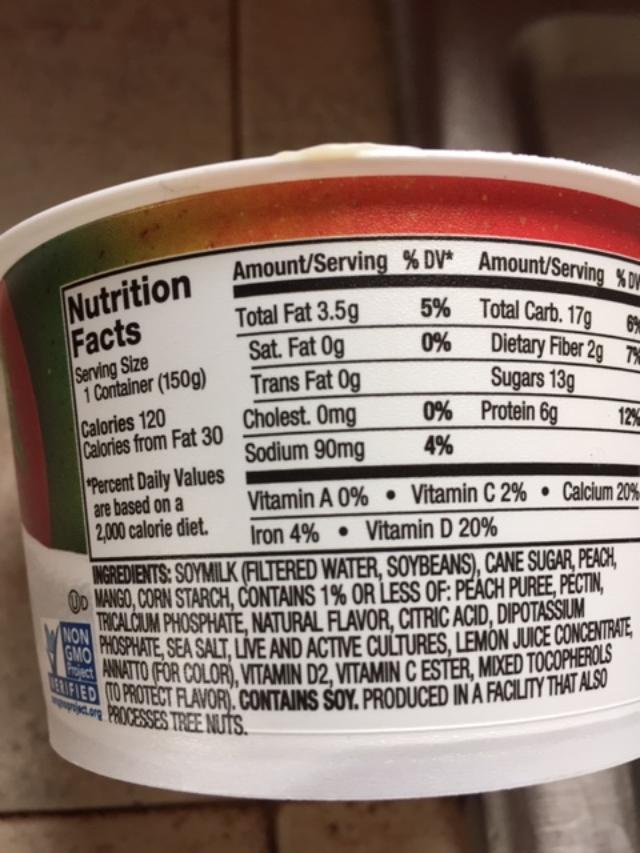 Nutrition
Facts
Serving Size
1 Container (150g)
Calories 120
Calories from Fat 30
*Percent Daily Values
are based on a
2,000 calorie diet.
Amount/Serving % DV* Amount/Serving % DV
Total Fat 3.5g 5% Total Carb. 17g 6%
Sat. Fat 0g 0% Dietary Fiber 2g 7%
Trans Fat 0g Sugars 13g
Cholest. 0mg 0% Protein 6g 12%
Sodium 90mg 4%
Vitamin A 0% • Vitamin C 2% • Calcium 20%
Iron 4% • Vitamin D 20%
INGREDIENTS: SOYMILK (FILTERED WATER, SOYBEANS), CANE SUGAR, PEACH,
MANGO, CORN STARCH, CONTAINS 1% OR LESS OF: PEACH PUREE, PECTIN,
TRICALCIUM PHOSPHATE, NATURAL FLAVOR, CITRIC ACID, DIPOTASSIUM
PHOSPHATE, SEA SALT, LIVE AND ACTIVE CULTURES, LEMON JUICE CONCENTRATE,
ANNATTO (FOR COLOR), VITAMIN D2, VITAMIN C ESTER, MIXED TOCOPHEROLS
(TO PROTECT FLAVOR). CONTAINS SOY. PRODUCED IN A FACILITY THAT ALSO
PROCESSES TREE NUTS.
U D
NON
GMO
Project
VERIFIED